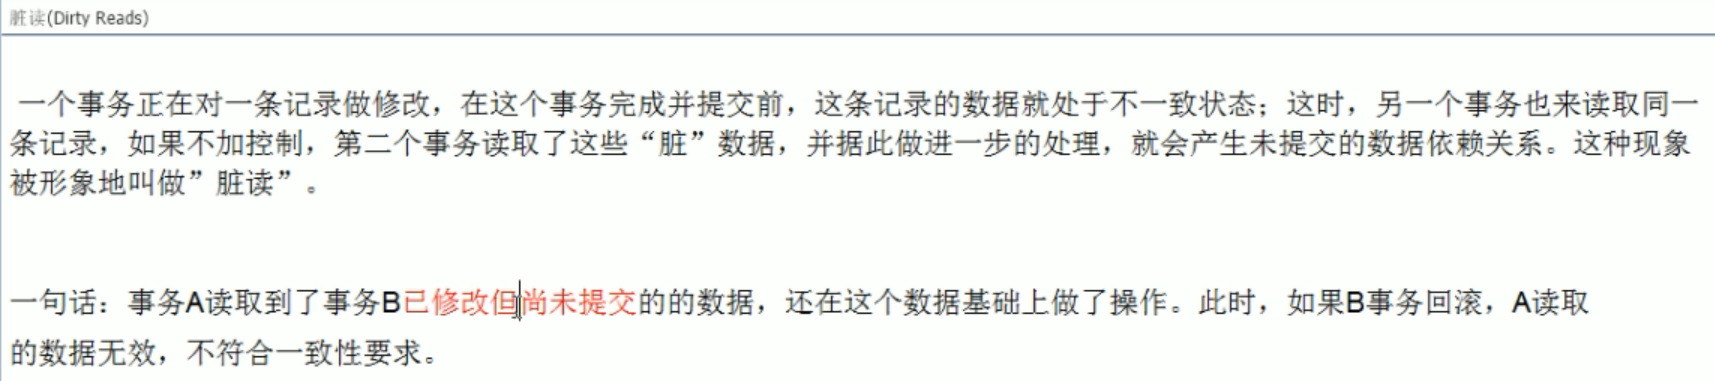 脏读(Dirty Reads)
一个事务正在对一条记录做修改，在这个事务完成并提交前，这条记录的数据就处于不一致状态；这时，另一个事务也来读取同一
条记录，如果不加控制，第二个事务读取了这些“脏”数据，并据此做进一步的处理，就会产生未提交的数据依赖关系。这种现象
被形象地叫做”脏读”。
一句话：事务A读取到了事务B已修改但尚未提交的的数据，还在这个数据基础上做了操作。此时，如果B事务回滚，A读取
的数据无效，不符合一致性要求。